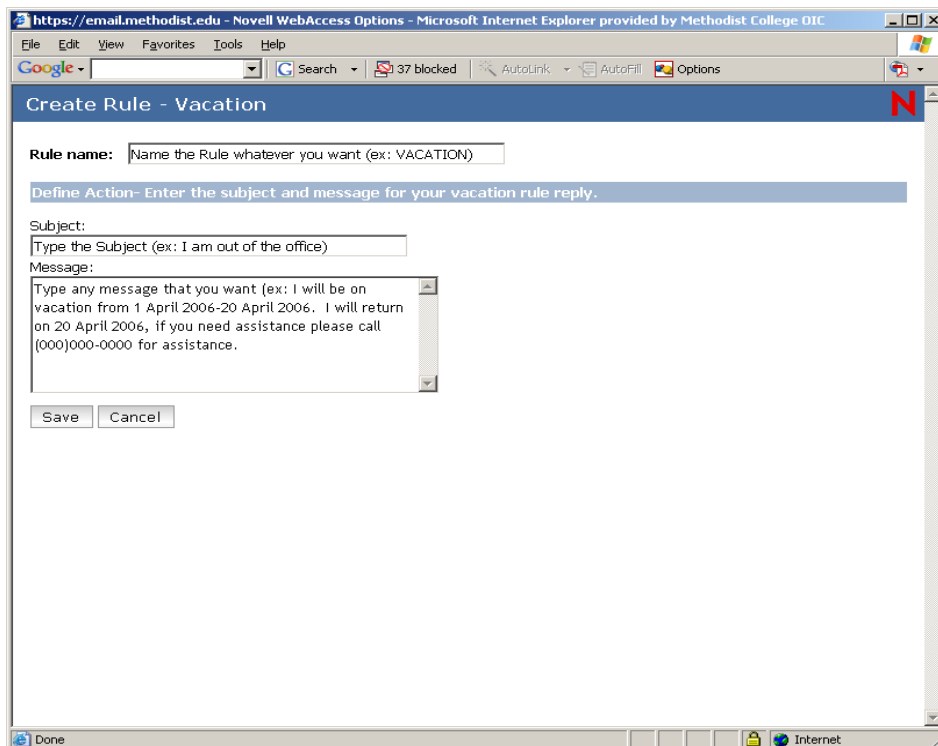 https://email.methodist.edu - Novell WebAccess Options - Microsoft Internet Explorer provided by Methodist College OIC
File Edit View Favorites Tools Help
Google Search 37 blocked AutoLink AutoFill Options
Create Rule - Vacation N
Rule name: Name the Rule whatever you want (ex: VACATION)
Define Action- Enter the subject and message for your vacation rule reply.
Subject:
Type the Subject (ex: I am out of the office)
Message:
Type any message that you want (ex: I will be on
vacation from 1 April 2006-20 April 2006. I will return
on 20 April 2006, if you need assistance please call
(000)000-0000 for assistance.
Save Cancel
Done Internet